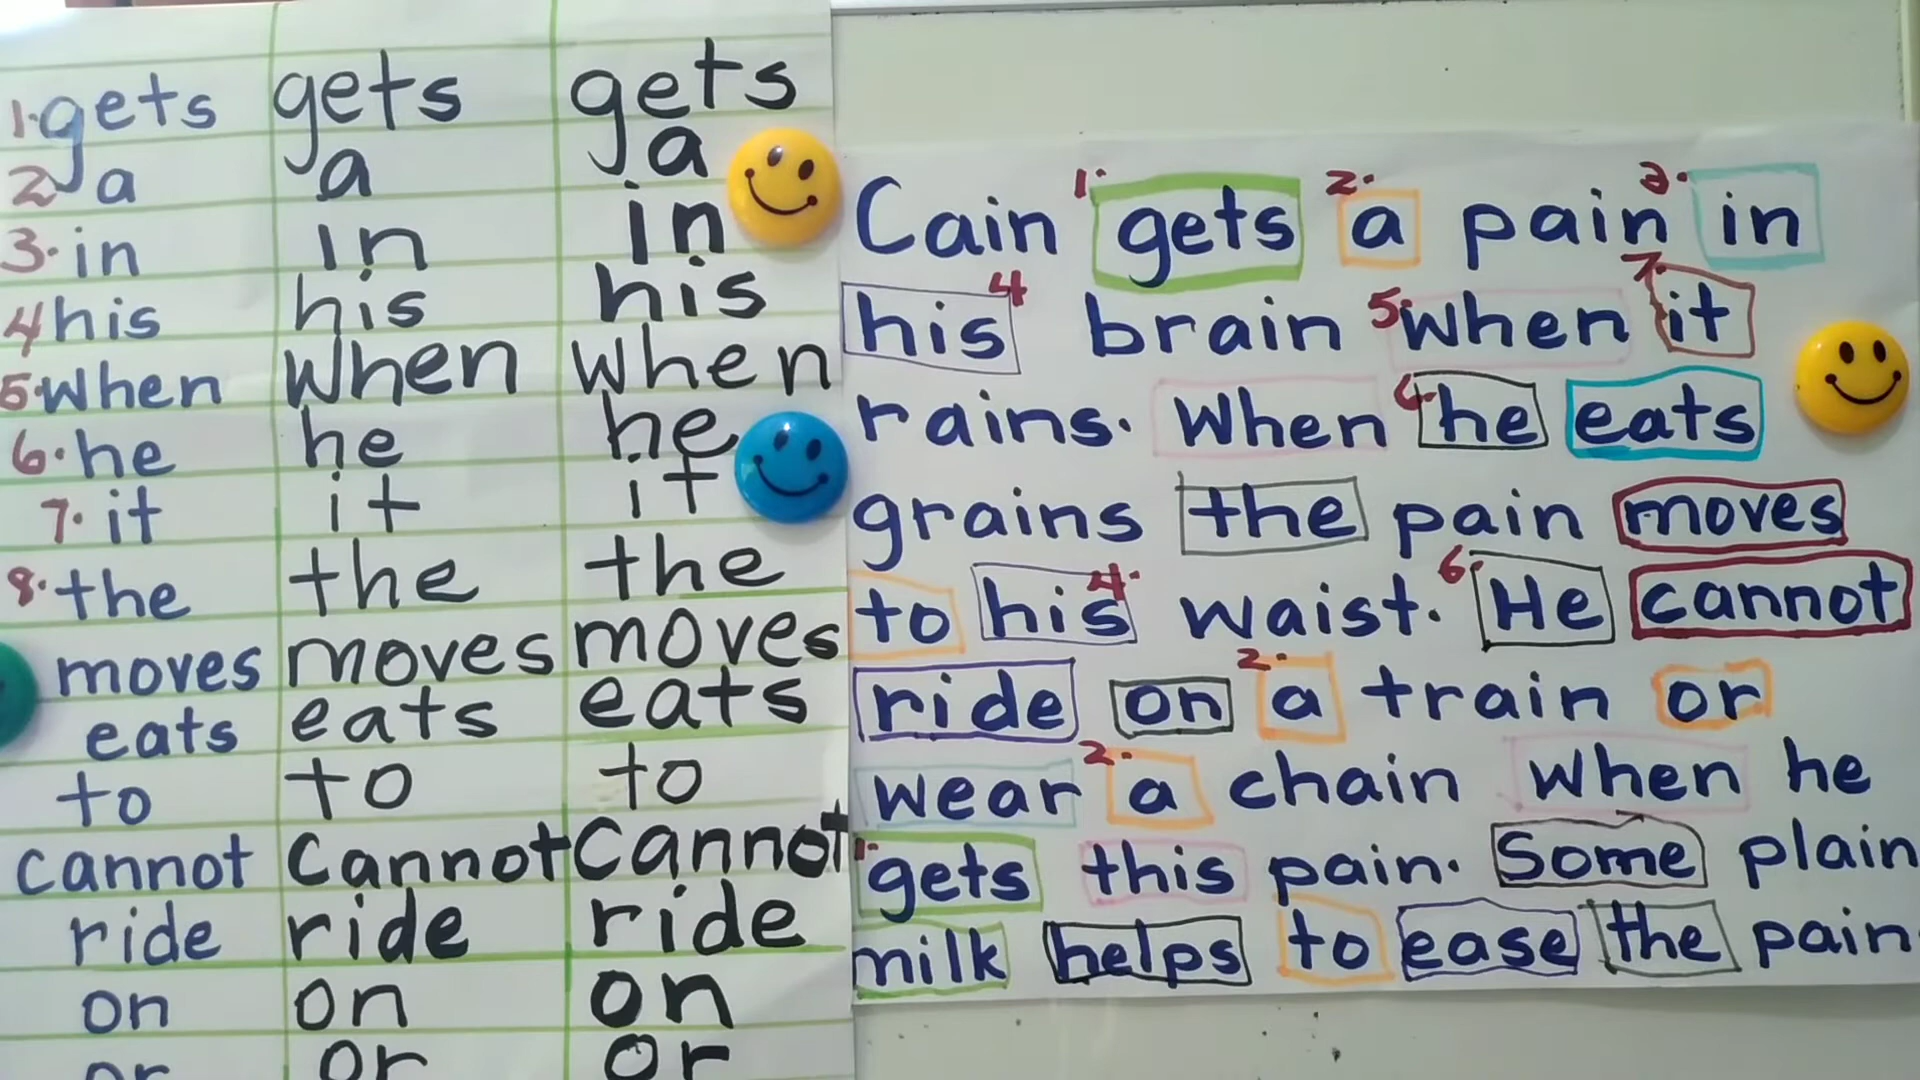 1. gets gets gets
2 a a a
3. in in in
4 his his his
5. when when when
6. he he he
7. it it it
8. the the the
moves moves moves
eats eats eats
to to to
cannot cannot cannot
ride ride ride
on on on
or or or
Cain 1. gets 2. a pain 3. in
his 4 brain 5. when 7. it
rains. When 6. he eats
grains the pain moves
to his 4. waist. 6. He cannot
ride on 2. a train or
wear 2. a chain when he
1. gets this pain. Some plain
milk helps to ease the pain.